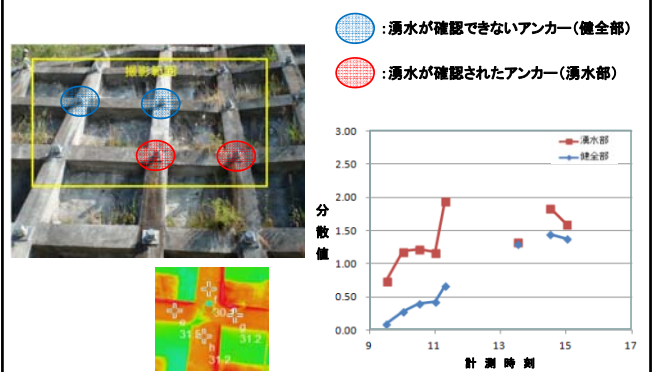 ：湧水が確認できないアンカー（健全部）
：湧水が確認されたアンカー（湧水部）
撮影範囲
3.00
2.50
2.00
1.50
1.00
0.50
0.00
分散値
湧水部
健全部
9 11 13 15 17
計測時刻
f
e
g
31.2
h
31.2